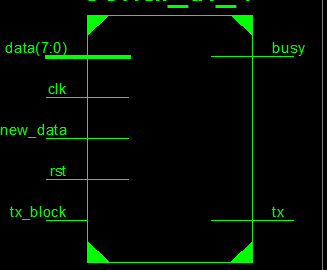 data(7:0)
busy
clk
new_data
rst
tx_block
tx